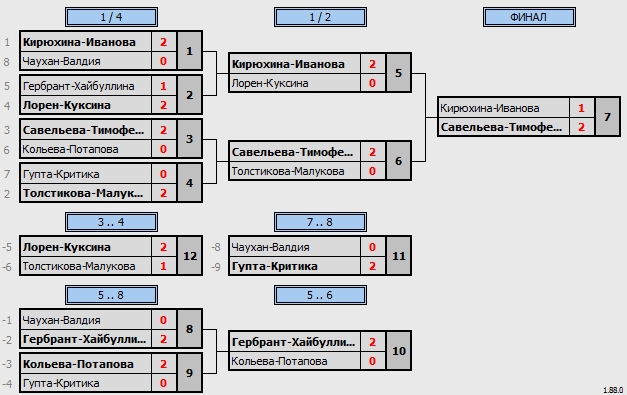 1 / 4 1 / 2 ФИНАЛ
1 Кирюхина-Иванова 2
8 Чаухан-Валдия 0
1
5 Гербрант-Хайбуллина 1
4 Лорен-Куксина 2
2
3 Савельева-Тимофе... 2
6 Кольева-Потапова 0
3
7 Гупта-Критика 0
2 Толстикова-Малук... 2
4
Кирюхина-Иванова 2
Лорен-Куксина 0
5
Савельева-Тимофе... 2
Толстикова-Малукова 0
6
Кирюхина-Иванова 1
Савельева-Тимофе... 2
7
3 .. 4 7 .. 8
-5 Лорен-Куксина 2
-6 Толстикова-Малукова 1
12
-8 Чаухан-Валдия 0
-9 Гупта-Критика 2
11
5 .. 8 5 .. 6
-1 Чаухан-Валдия 0
-2 Гербрант-Хайбулли... 2
8
-3 Кольева-Потапова 2
-4 Гупта-Критика 0
9
Гербрант-Хайбулли... 2
Кольева-Потапова 0
10
1.88.0